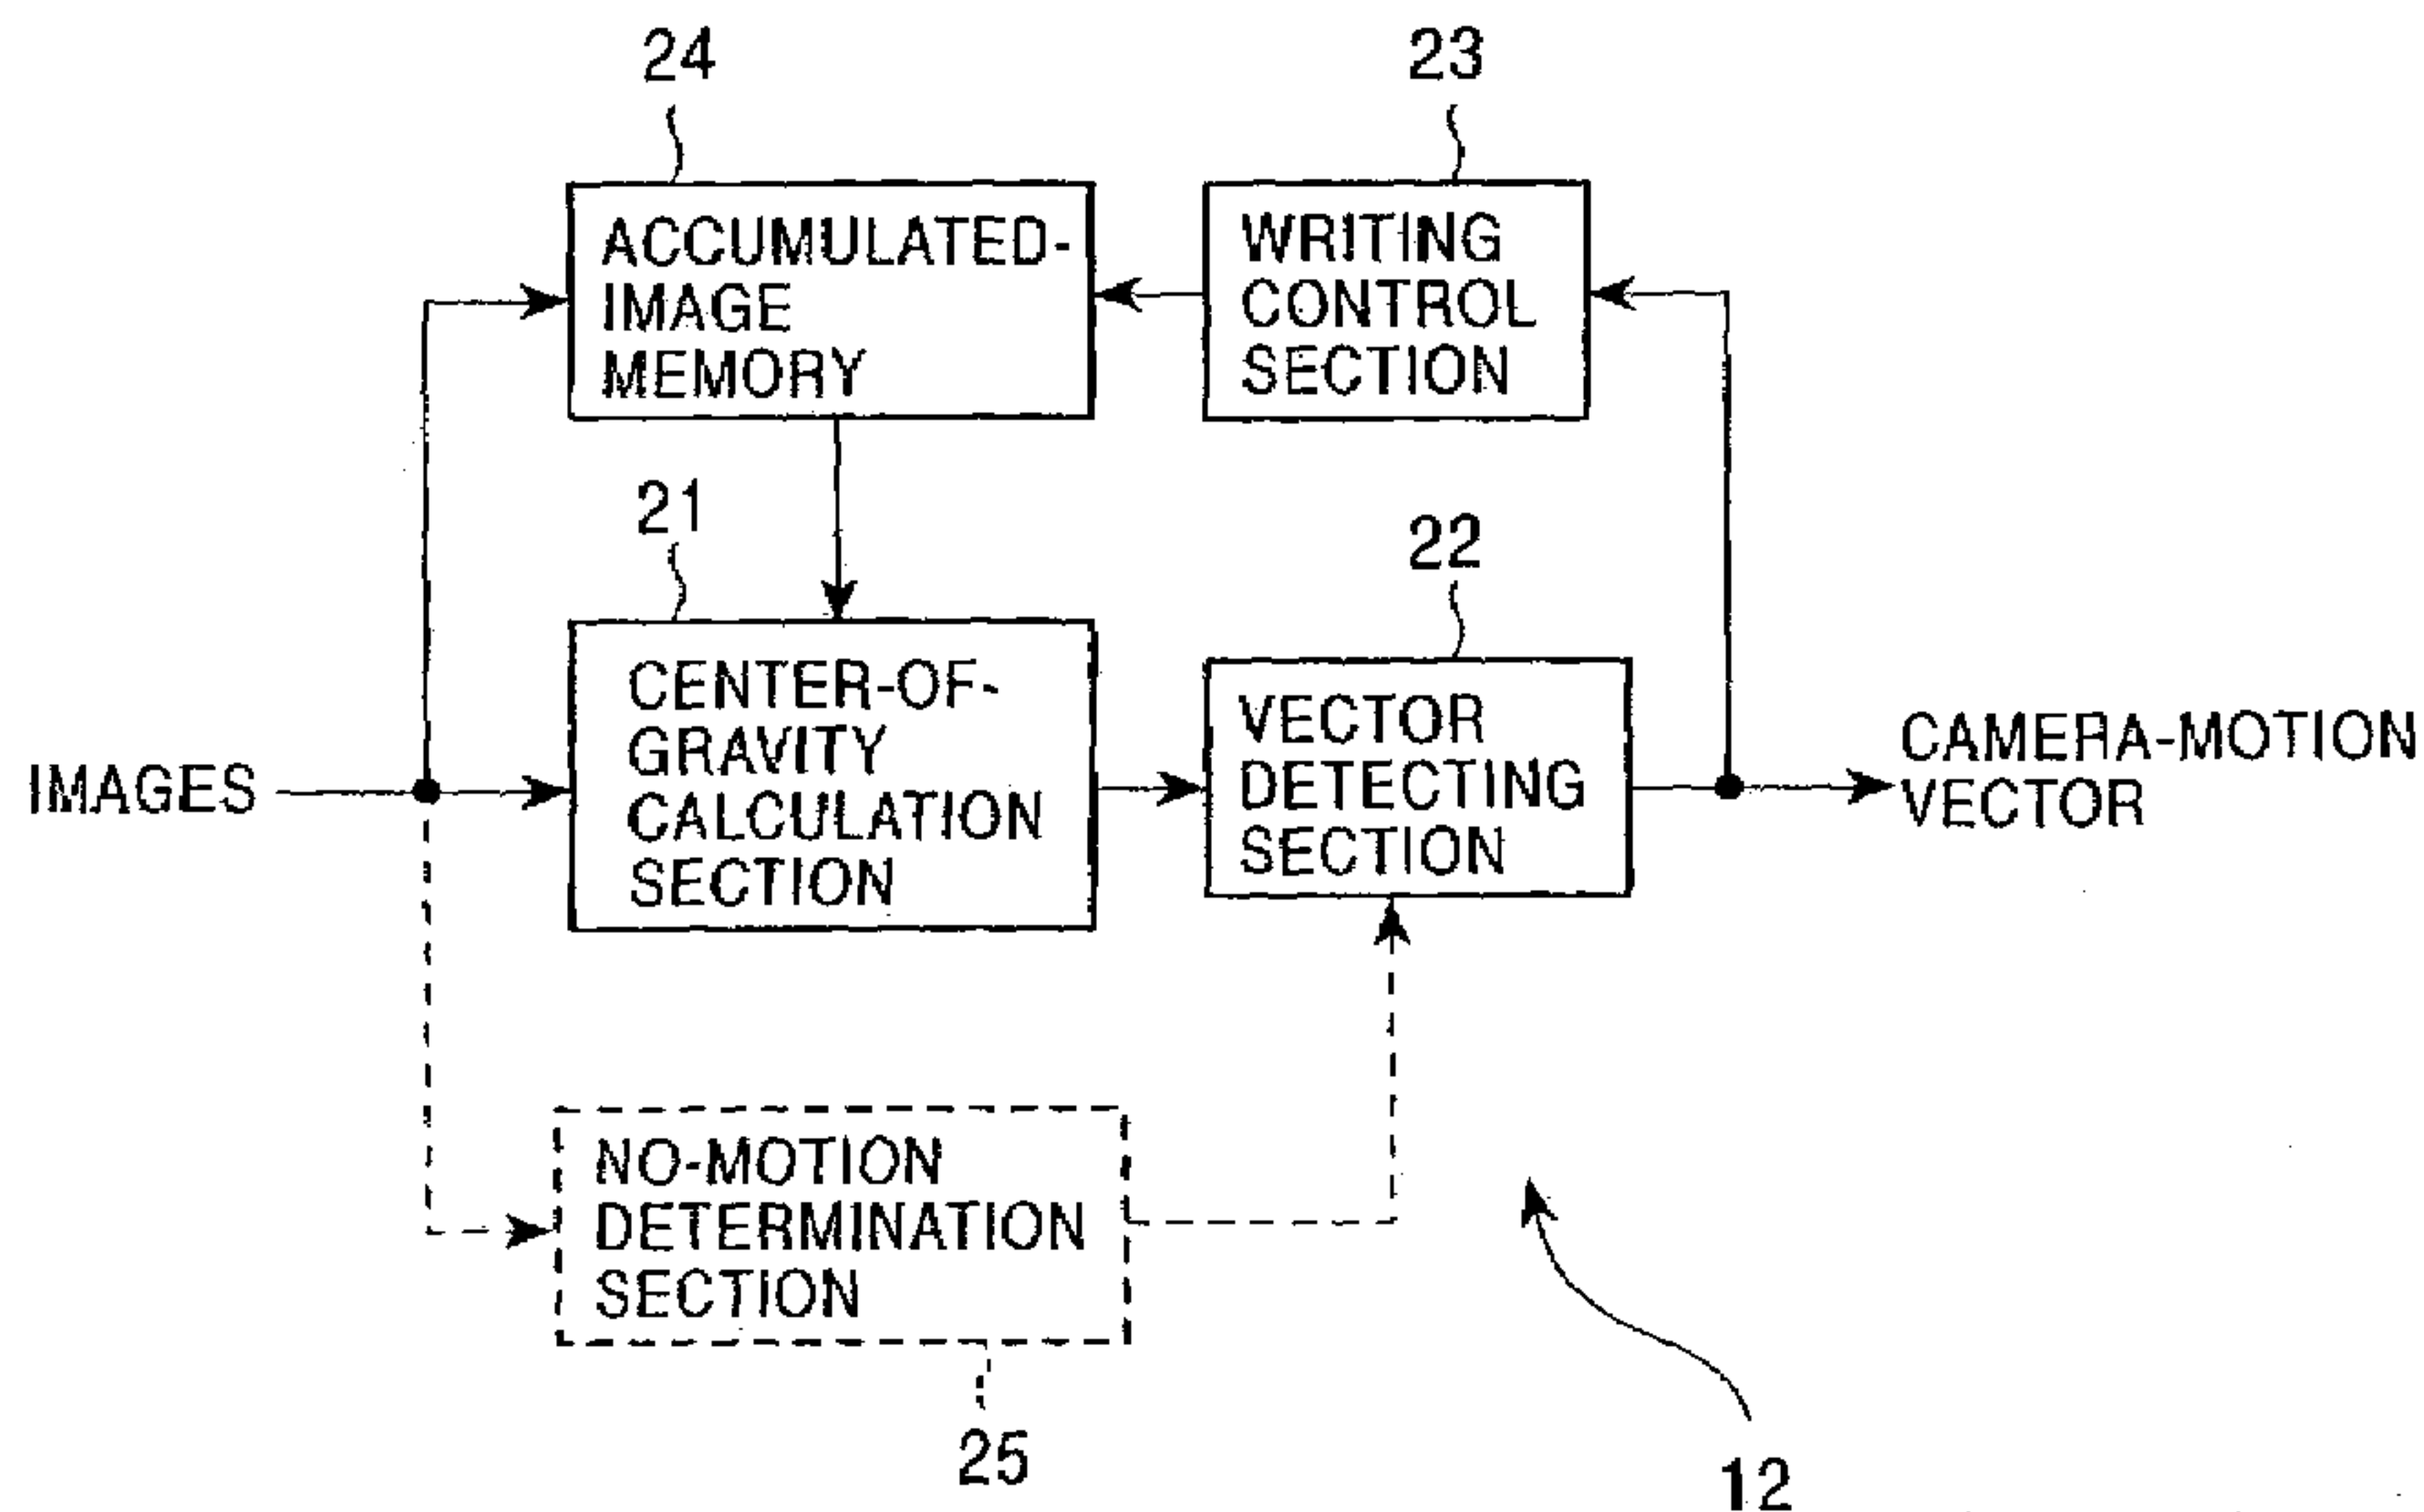 24
23
ACCUMULATED-
IMAGE
MEMORY
WRITING
CONTROL
SECTION
21
22
CENTER-OF-
GRAVITY
CALCULATION
SECTION
VECTOR
DETECTING
SECTION
IMAGES
CAMERA-MOTION
VECTOR
NO-MOTION
DETERMINATION
SECTION
25
12